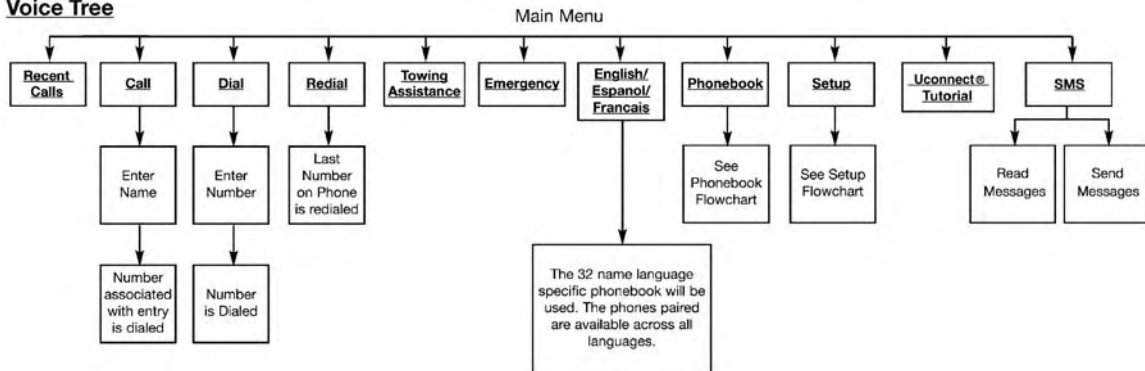 Voice Tree
Main Menu
Recent
Calls
Call
Dial
Redial
Towing
Assistance
Emergency
English/
Espanol/
Francais
Phonebook
Setup
Uconnect®
Tutorial
SMS
Enter
Name
Enter
Number
Last
Number
on Phone
is redialed
See
Phonebook
Flowchart
See Setup
Flowchart
Read
Messages
Send
Messages
Number
associated
with entry
is dialed
Number
is Dialed
The 32 name language
specific phonebook will be
used. The phones paired
are available across all
languages.